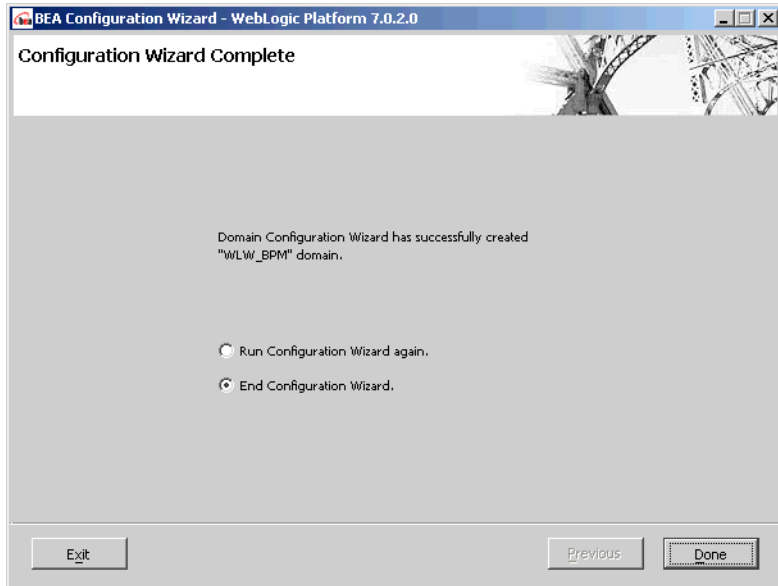 BEA Configuration Wizard - WebLogic Platform 7.0.2.0
Configuration Wizard Complete
Domain Configuration Wizard has successfully created
"WLW_BPM" domain.
Run Configuration Wizard again.
End Configuration Wizard.
Exit
Previous
Done